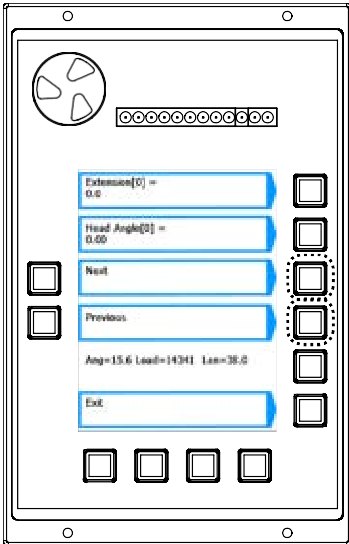 Extension[0] =
0.0
Head Angle[0] =
0.00
Next
Previous
Ang=15.6 Load=14341 Len=38.0
Exit